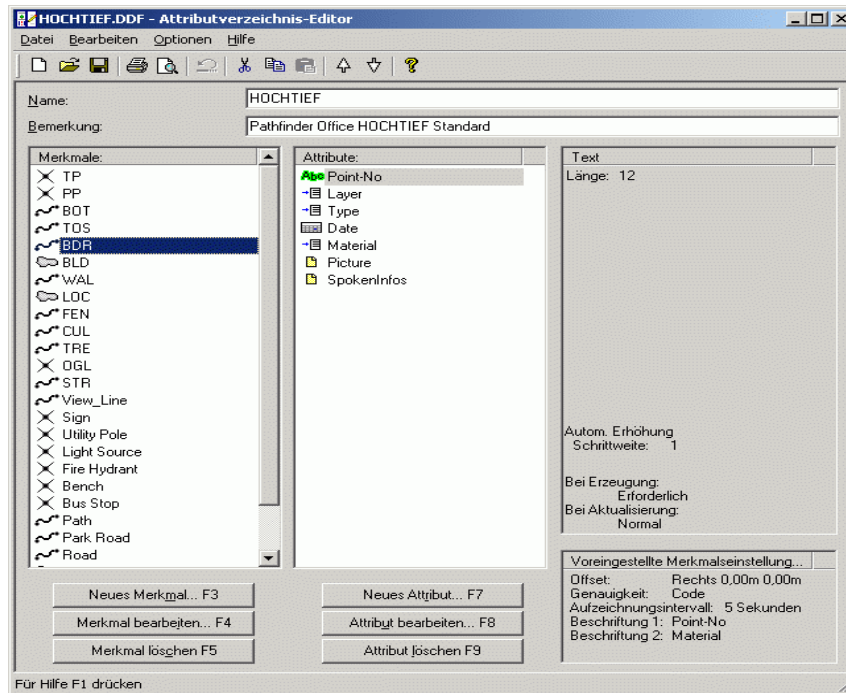 HOCHTIEF.DDF - Attributverzeichnis-Editor
Datei Bearbeiten Optionen Hilfe
Name: HOCHTIEF
Bemerkung: Pathfinder Office HOCHTIEF Standard
Merkmale:
TP
PP
BOT
TOS
BDR
BLD
WAL
LOC
FEN
CUL
TRE
OGL
STR
View_Line
Sign
Utility Pole
Light Source
Fire Hydrant
Bench
Bus Stop
Path
Park Road
Road
Neues Merkmal... F3
Merkmal bearbeiten... F4
Merkmal löschen F5
Attribute:
Abc Point-No
Layer
Type
Date
Material
Picture
SpokenInfos
Neues Attribut... F7
Attribut bearbeiten... F8
Attribut löschen F9
Text
Länge: 12
Autom. Erhöhung
Schrittweite: 1
Bei Erzeugung:
Erforderlich
Bei Aktualisierung:
Normal
Voreingestellte Merkmalseinstellung...
Offset: Rechts 0,00m 0,00m
Genauigkeit: Code
Aufzeichnungsintervall: 5 Sekunden
Beschriftung 1: Point-No
Beschriftung 2: Material
Für Hilfe F1 drücken